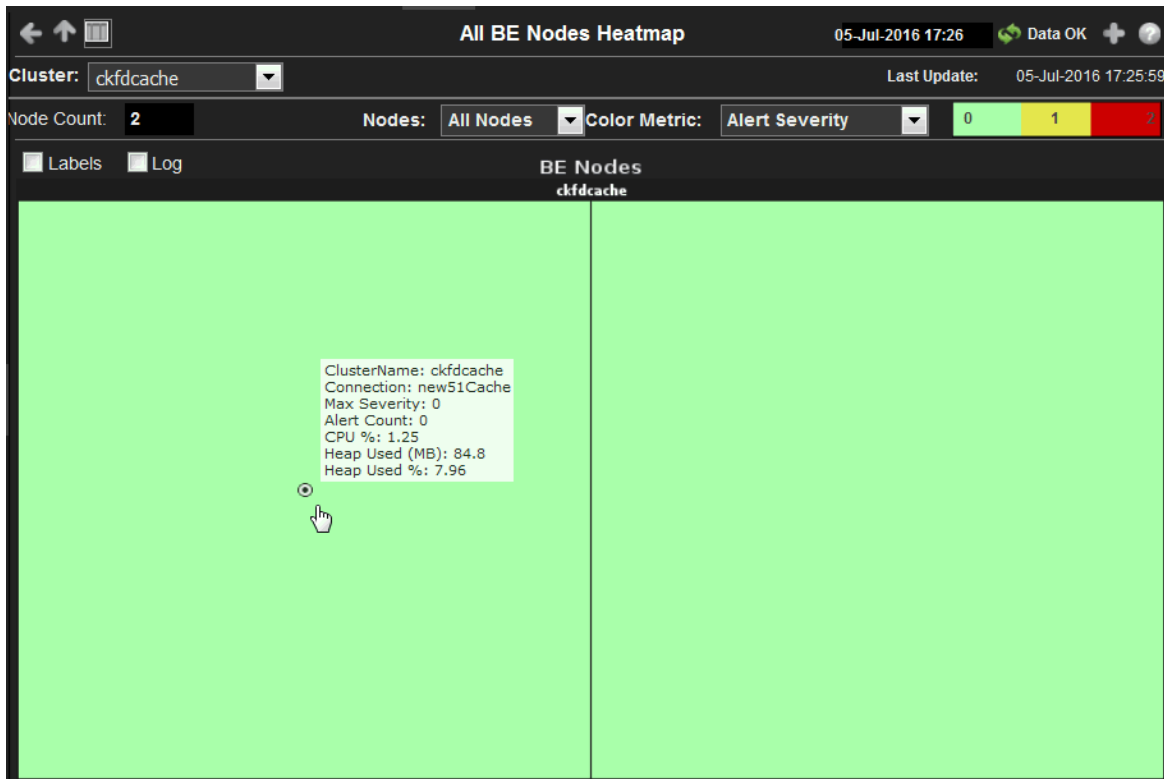 All BE Nodes Heatmap 05-Jul-2016 17:26 Data OK
Cluster: ckfdcache Last Update: 05-Jul-2016 17:25:59
Node Count: 2 Nodes: All Nodes Color Metric: Alert Severity 0 1 2
Labels Log BE Nodes
ckfdcache
ClusterName: ckfdcache
Connection: new51Cache
Max Severity: 0
Alert Count: 0
CPU %: 1.25
Heap Used (MB): 84.8
Heap Used %: 7.96